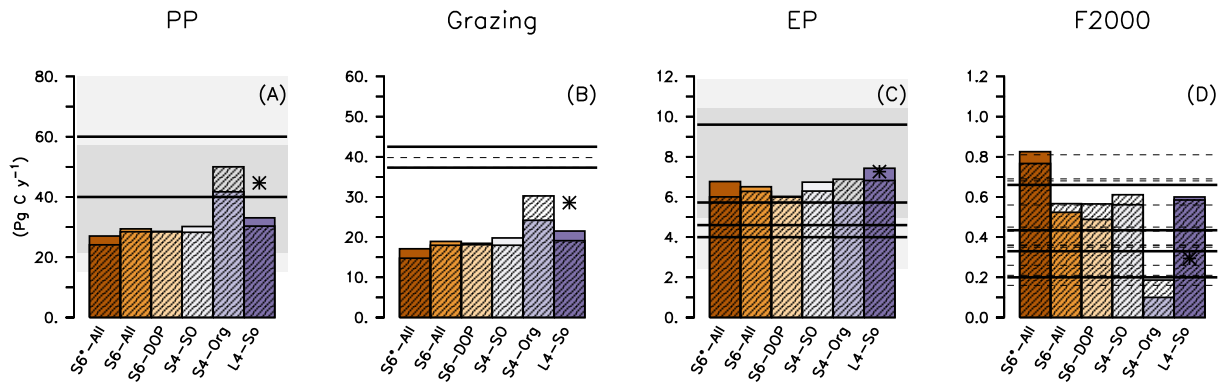 PP
Grazing
EP
F2000
(Pg C y⁻¹)
80.
60.
40.
20.
0.
(A)
S6*-All
S6-All
S6-DOP
S4-SO
S4-Org
L4-So
60.
50.
40.
30.
20.
10.
0.
(B)
S6*-All
S6-All
S6-DOP
S4-SO
S4-Org
L4-So
12.
10.
8.
6.
4.
2.
0.
(C)
S6*-All
S6-All
S6-DOP
S4-SO
S4-Org
L4-So
1.2
1.0
0.8
0.6
0.4
0.2
0.0
(D)
S6*-All
S6-All
S6-DOP
S4-SO
S4-Org
L4-So